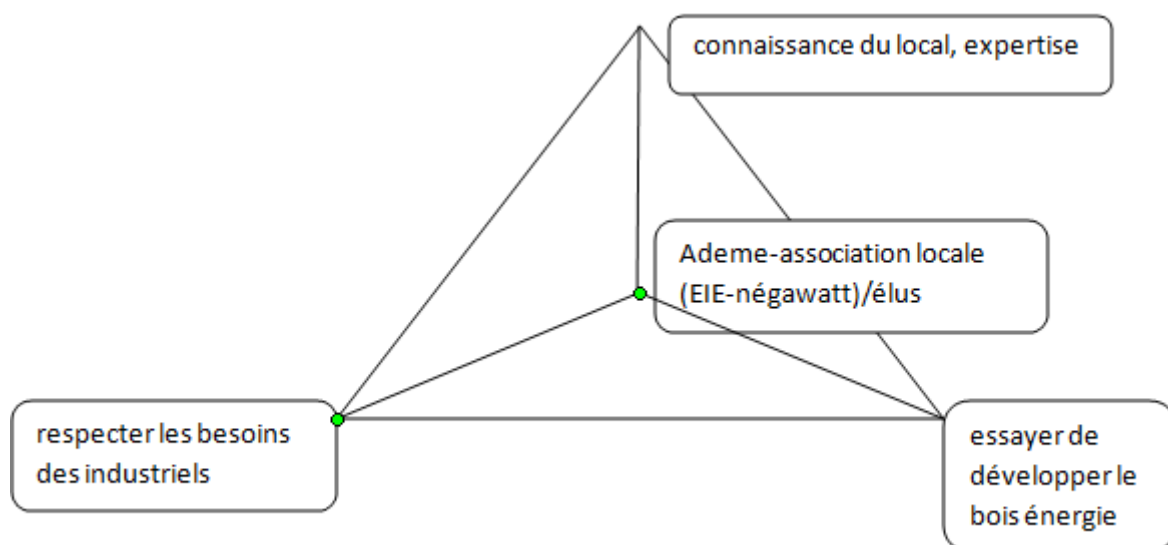 connaissance du local, expertise
Ademe-association locale
(EIE-négawatt)/élus
respecter les besoins
des industriels
essayer de
développer le
bois énergie